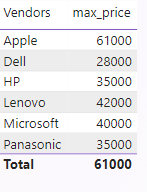 Vendors max_price
Apple 61000
Dell 28000
HP 35000
Lenovo 42000
Microsoft 40000
Panasonic 35000
Total 61000